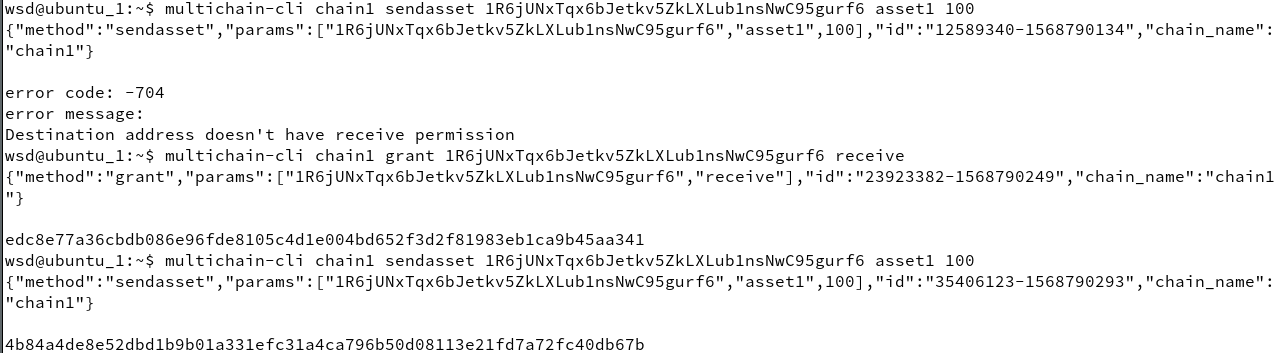 wsd@ubuntu_1:~$ multichain-cli chain1 sendasset 1R6jUNxTqx6bJetkv5ZkLXLub1nsNwC95gurf6 asset1 100
{"method":"sendasset","params":["1R6jUNxTqx6bJetkv5ZkLXLub1nsNwC95gurf6","asset1",100],"id":"12589340-1568790134","chain_name":
"chain1"}
error code: -704
error message:
Destination address doesn't have receive permission
wsd@ubuntu_1:~$ multichain-cli chain1 grant 1R6jUNxTqx6bJetkv5ZkLXLub1nsNwC95gurf6 receive
{"method":"grant","params":["1R6jUNxTqx6bJetkv5ZkLXLub1nsNwC95gurf6","receive"],"id":"23923382-1568790249","chain_name":"chain1
"}
edc8e77a36cbdb086e96fde8105c4d1e004bd652f3d2f81983eb1ca9b45aa341
wsd@ubuntu_1:~$ multichain-cli chain1 sendasset 1R6jUNxTqx6bJetkv5ZkLXLub1nsNwC95gurf6 asset1 100
{"method":"sendasset","params":["1R6jUNxTqx6bJetkv5ZkLXLub1nsNwC95gurf6","asset1",100],"id":"35406123-1568790293","chain_name":
"chain1"}
4b84a4de8e52dbd1b9b01a331efc31a4ca796b50d08113e21fd7a72fc40db67b